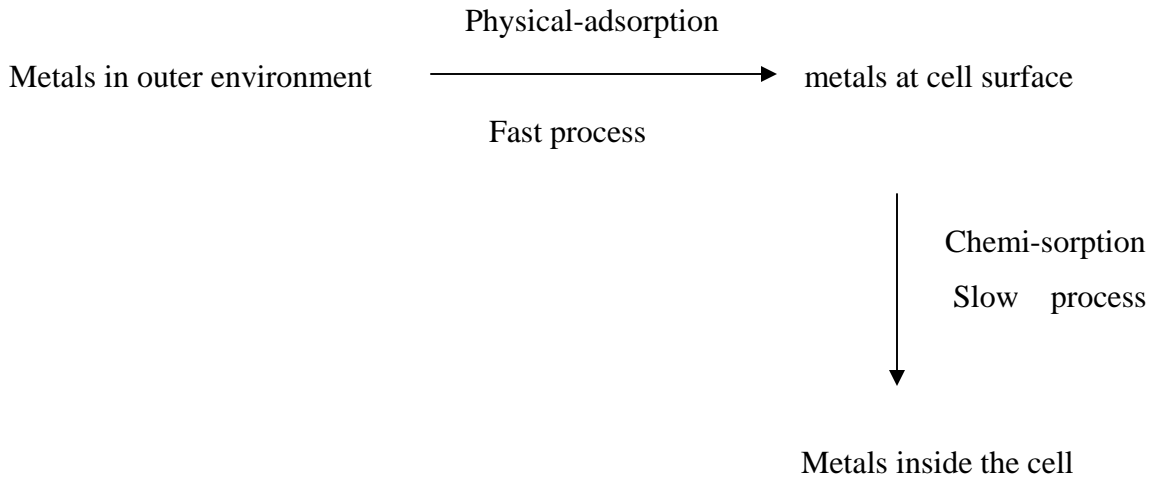 Physical-adsorption
Metals in outer environment
metals at cell surface
Fast process
Chemi-sorption
Slow process
Metals inside the cell